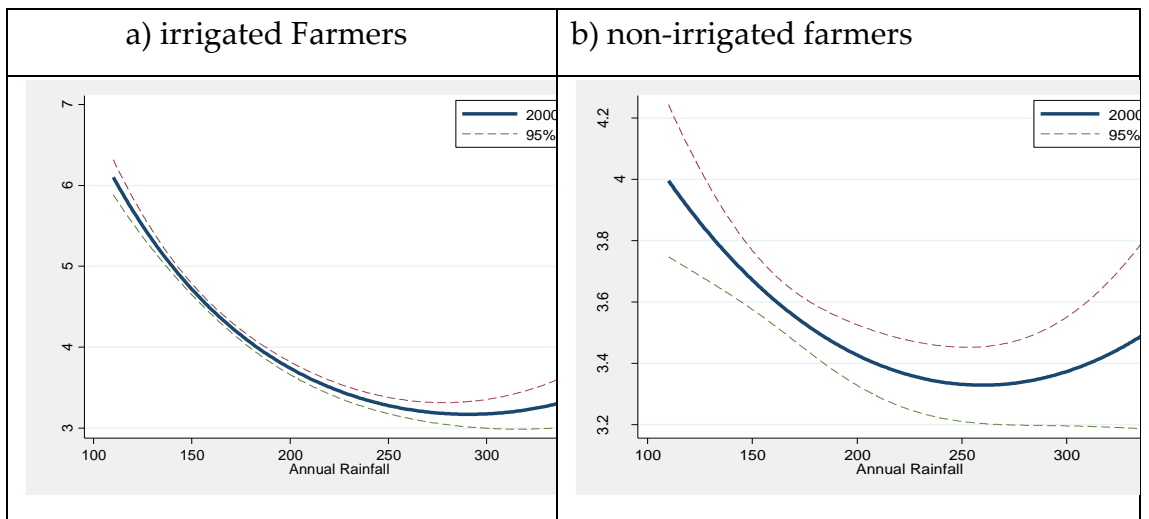 a) irrigated Farmers
b) non-irrigated farmers
7
6
5
4
3
100 150 200 250 300
Annual Rainfall
2000
95%
4.2
4
3.8
3.6
3.4
3.2
100 150 200 250 300
Annual Rainfall
2000
95%